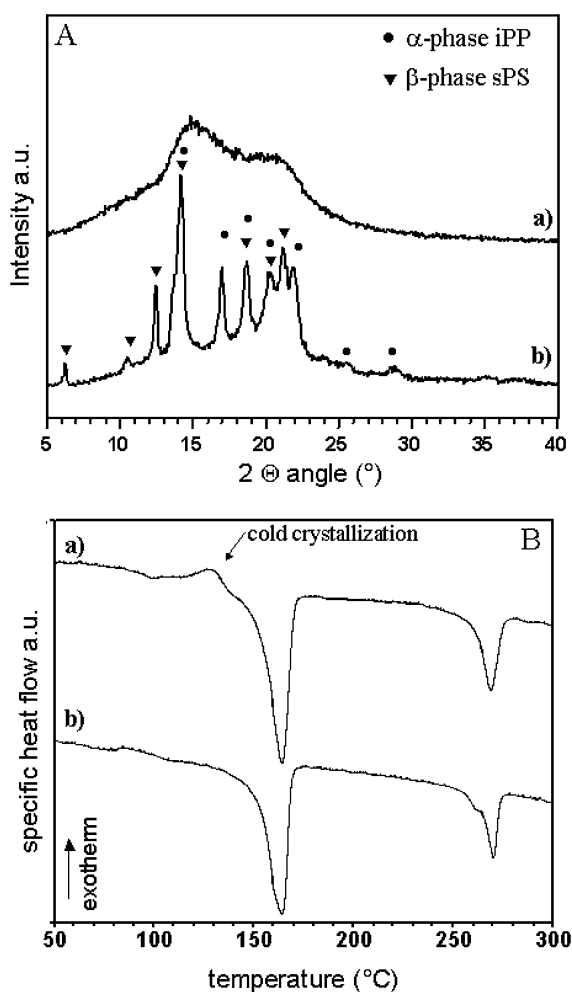 A
α-phase iPP
β-phase sPS
Intensity a.u.
a)
b)
5 10 15 20 25 30 35 40
2 Θ angle (°)
B
a)
cold crystallization
specific heat flow a.u.
b)
exotherm
50 100 150 200 250 300
temperature (°C)